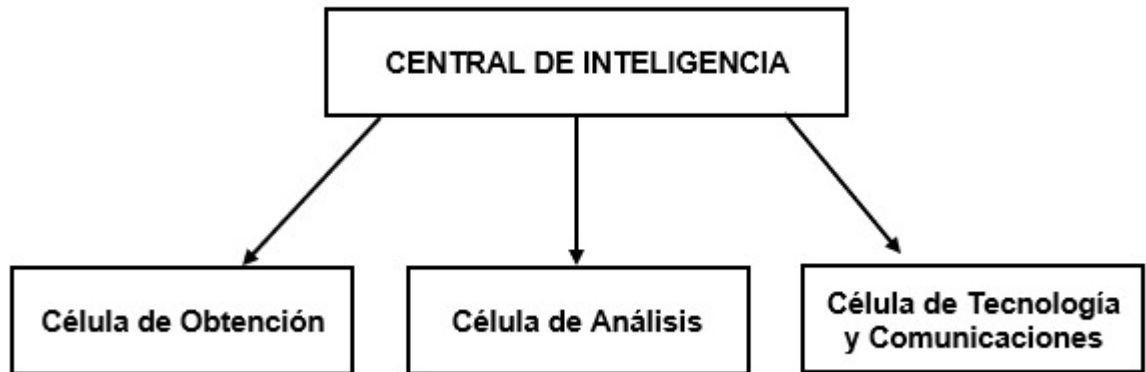 CENTRAL DE INTELIGENCIA
Célula de Obtención
Célula de Análisis
Célula de Tecnología
y Comunicaciones